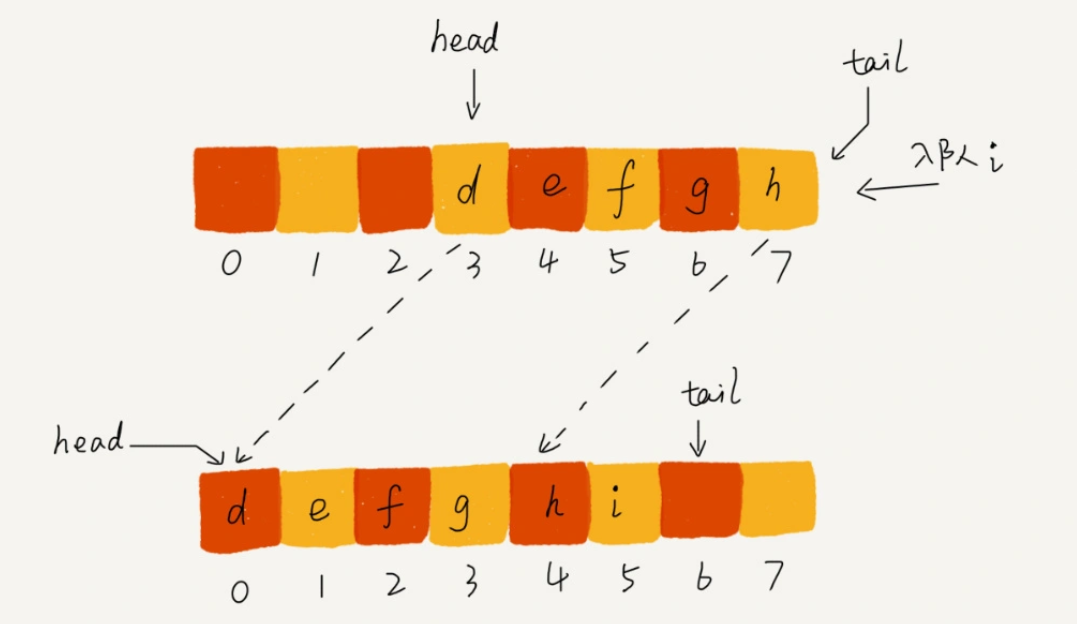 head
tail
入队 i
d e f g h
0 1 2 3 4 5 6 7
tail
head
d e f g h i
0 1 2 3 4 5 6 7